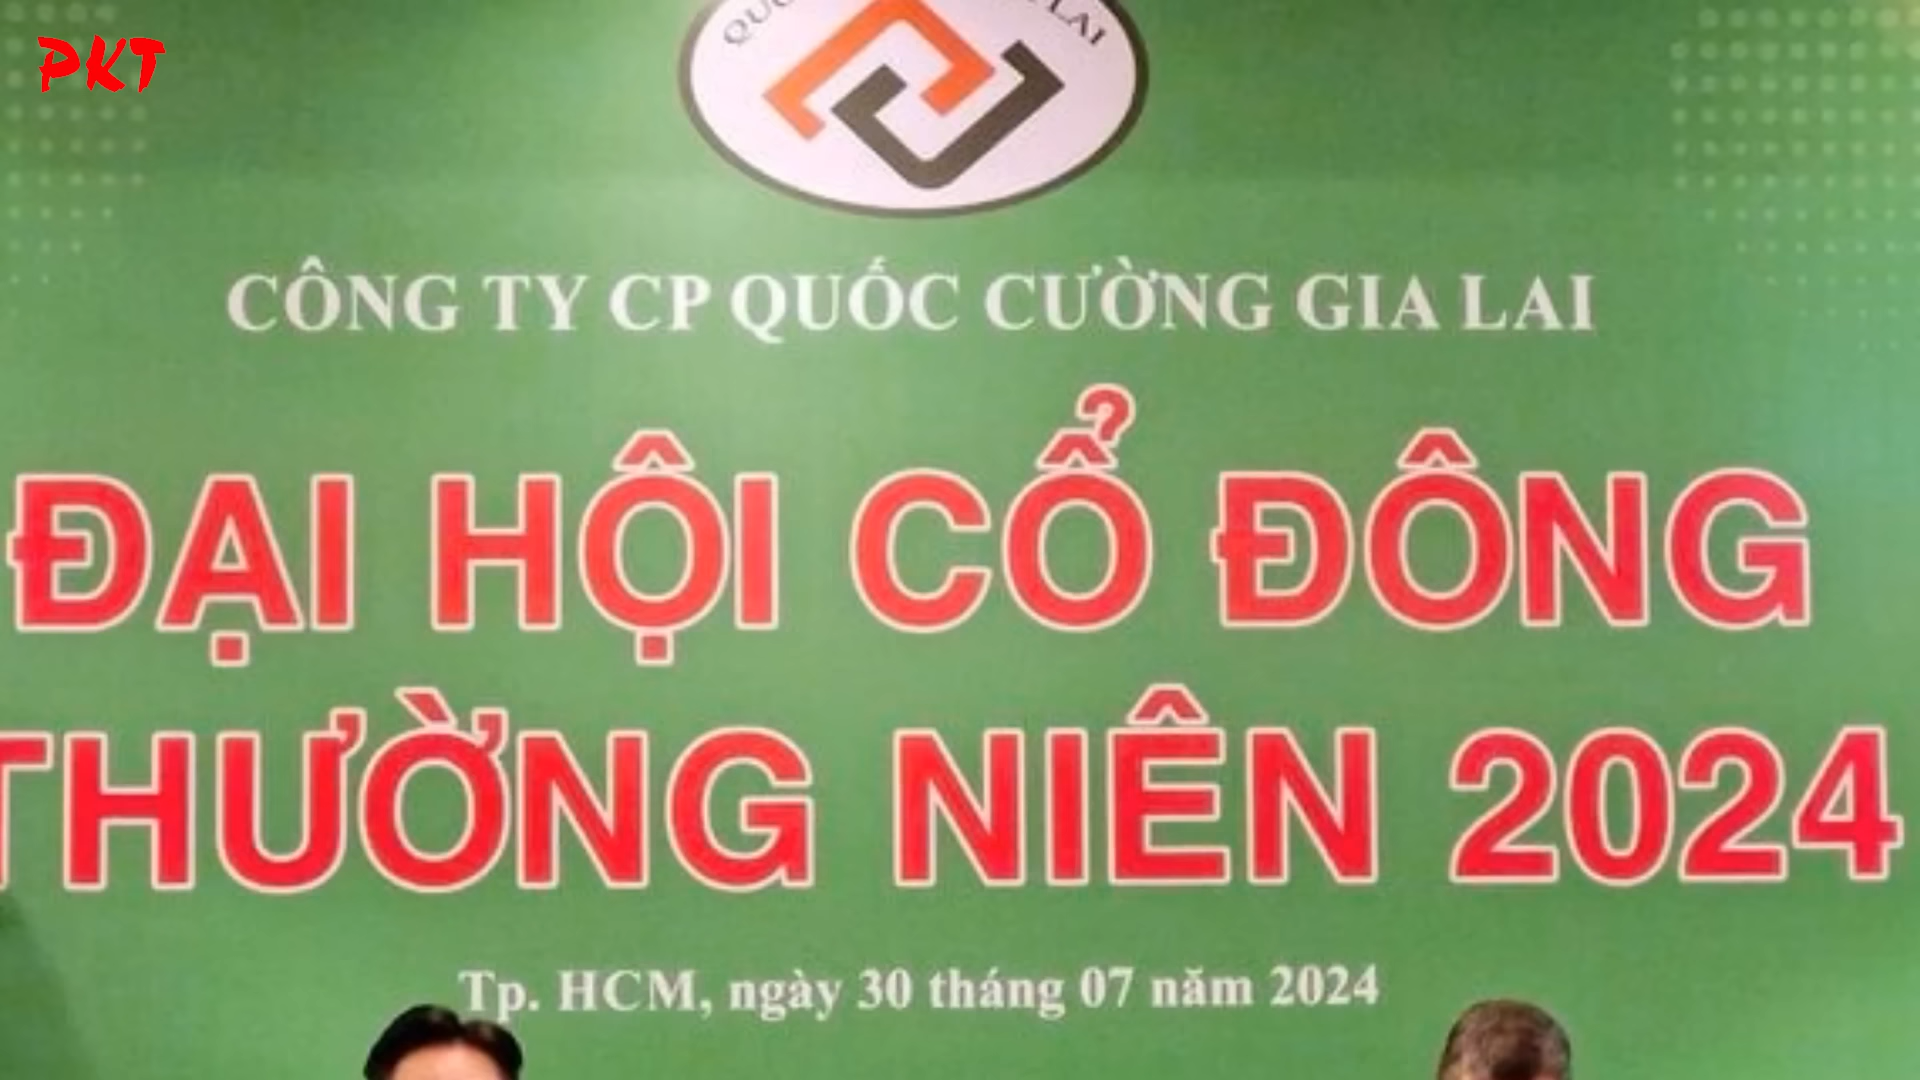 PKT
LAI
CÔNG TY CP QUỐC CƯỜNG GIA LAI
ĐẠI HỘI CỔ ĐÔNG
THƯỜNG NIÊN 2024
Tp. HCM, ngày 30 tháng 07 năm 2024